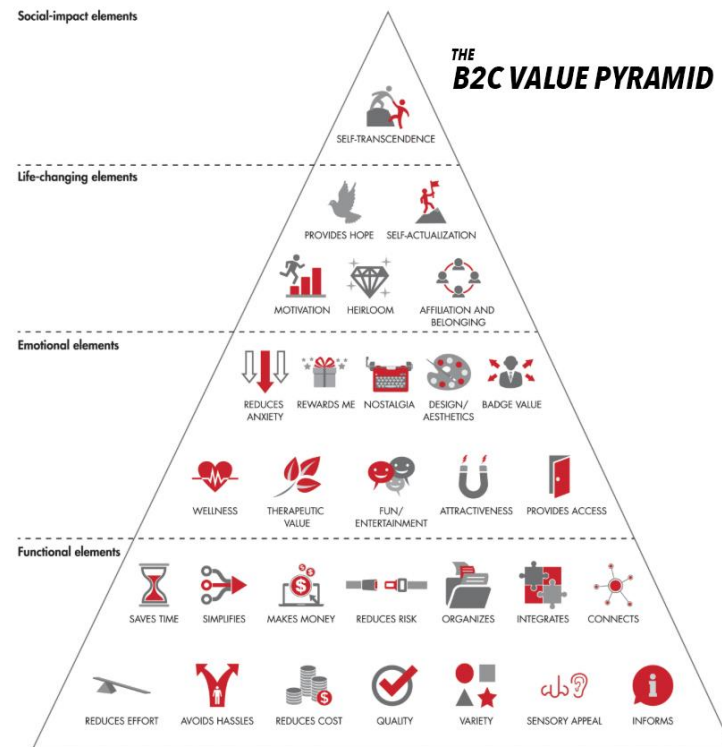 Social-impact elements
THE
B2C VALUE PYRAMID
SELF-TRANSCENDENCE
Life-changing elements
PROVIDES HOPE
SELF-ACTUALIZATION
MOTIVATION
HEIRLOOM
AFFILIATION AND
BELONGING
Emotional elements
REDUCES
ANXIETY
REWARDS ME
NOSTALGIA
DESIGN/
AESTHETICS
BADGE VALUE
WELLNESS
THERAPEUTIC
VALUE
FUN/
ENTERTAINMENT
ATTRACTIVENESS
PROVIDES ACCESS
Functional elements
SAVES TIME
SIMPLIFIES
MAKES MONEY
REDUCES RISK
ORGANIZES
INTEGRATES
CONNECTS
REDUCES EFFORT
AVOIDS HASSLES
REDUCES COST
QUALITY
VARIETY
SENSORY APPEAL
INFORMS